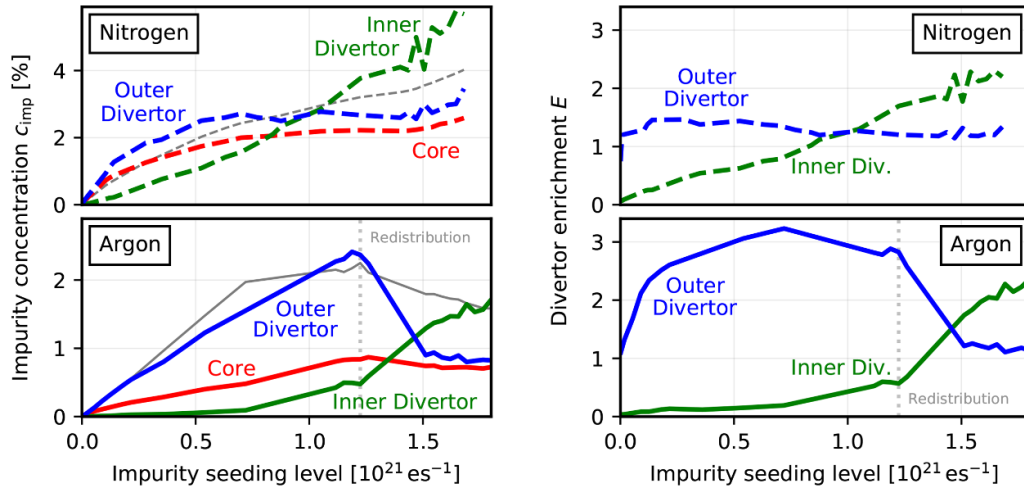 Impurity concentration c_imp [%]
Nitrogen
Inner
Divertor
Outer
Divertor
Core
4
2
0
Argon
Redistribution
Outer
Divertor
Core
Inner Divertor
2
1
0
0.0 0.5 1.0 1.5
Impurity seeding level [10^21 es^−1]
Divertor enrichment E
Nitrogen
Outer
Divertor
Inner Div.
3
2
1
0
Argon
Outer
Divertor
Inner Div.
Redistribution
3
2
1
0
0.0 0.5 1.0 1.5
Impurity seeding level [10^21 es^−1]